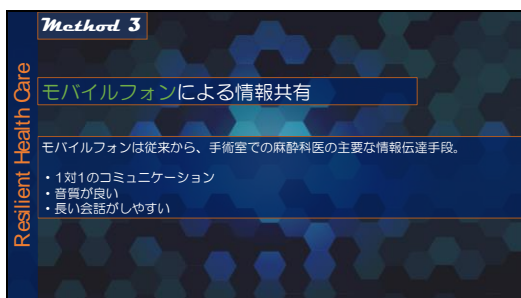 Method 3
Resilient Health Care
モバイルフォンによる情報共有
モバイルフォンは従来から、手術室での麻酔科医の主要な情報伝達手段。
・1対1のコミュニケーション
・音質が良い
・長い会話がしやすい